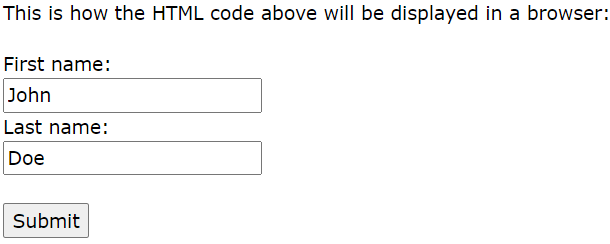 This is how the HTML code above will be displayed in a browser:
First name:
John
Last name:
Doe
Submit